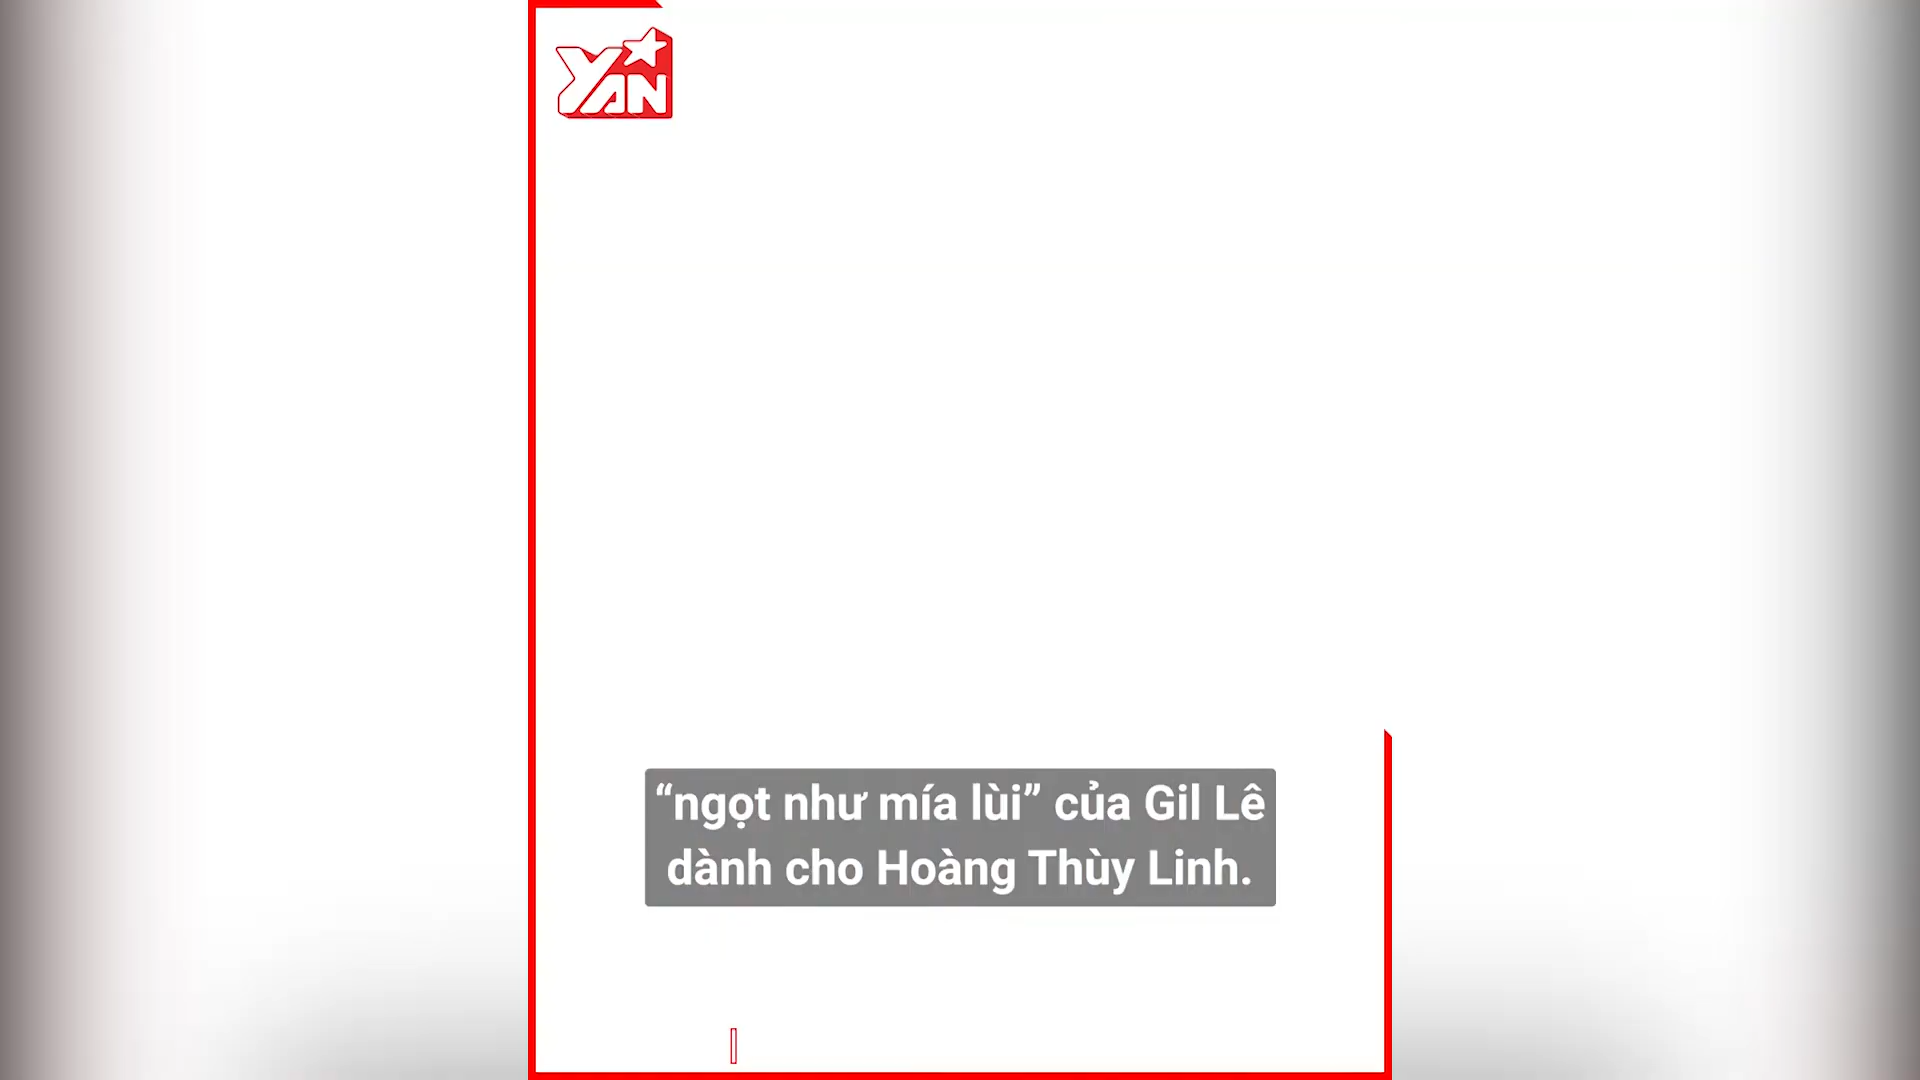 YAN
“ngọt như mía lùi” của Gil Lê
dành cho Hoàng Thùy Linh.